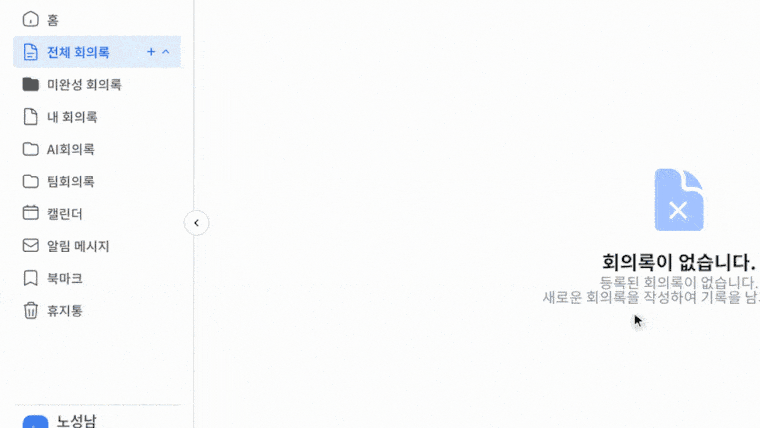 홈
전체 회의록
미완성 회의록
내 회의록
AI회의록
팀회의록
캘린더
알림 메시지
북마크
휴지통
노성남
회의록이 없습니다.
등록된 회의록이 없습니다.
새로운 회의록을 작성하여 기록을